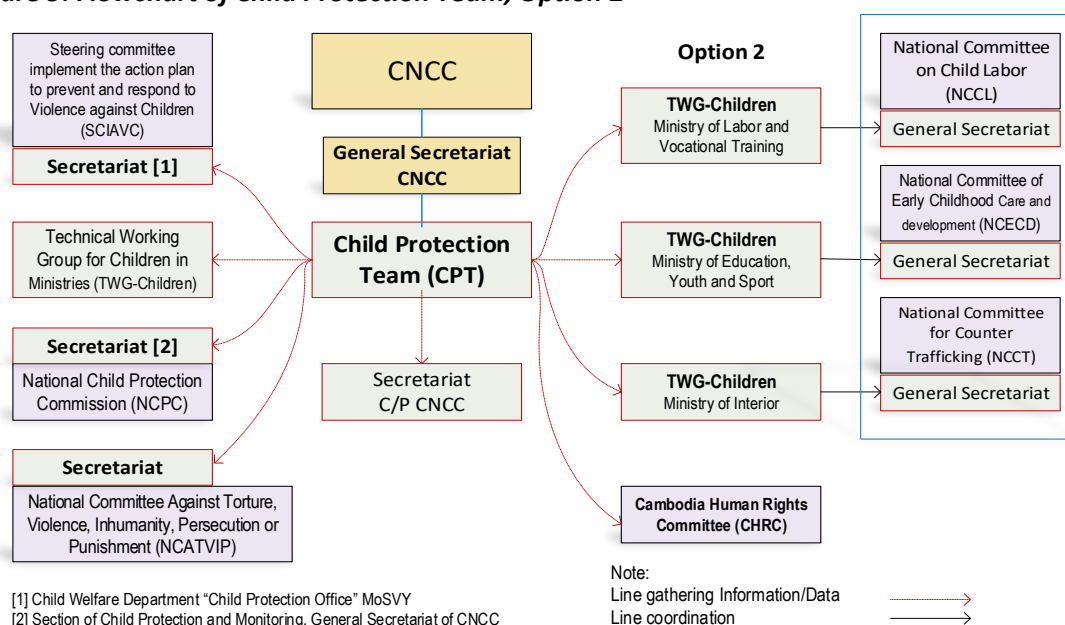 Flowchart of Child Protection Team, Option 2
Steering committee
implement the action plan
to prevent and respond to
Violence against Children
(SCIAVC)
Secretariat [1]
Technical Working
Group for Children in
Ministries (TWG-Children)
Secretariat [2]
National Child Protection
Commission (NCPC)
Secretariat
National Committee Against Torture,
Violence, Inhumanity, Persecution or
Punishment (NCATVIP)
CNCC
General Secretariat
CNCC
Child Protection
Team (CPT)
Secretariat
C/P CNCC
Option 2
TWG-Children
Ministry of Labor and
Vocational Training
TWG-Children
Ministry of Education,
Youth and Sport
TWG-Children
Ministry of Interior
Cambodia Human Rights
Committee (CHRC)
National Committee
on Child Labor
(NCCL)
General Secretariat
National Committee of
Early Childhood Care and
development (NCECD)
General Secretariat
National Committee
for Counter
Trafficking (NCCT)
General Secretariat
[1] Child Welfare Department “Child Protection Office” MoSVY
[2] Section of Child Protection and Monitoring, General Secretariat of CNCC
Note:
Line gathering Information/Data
Line coordination